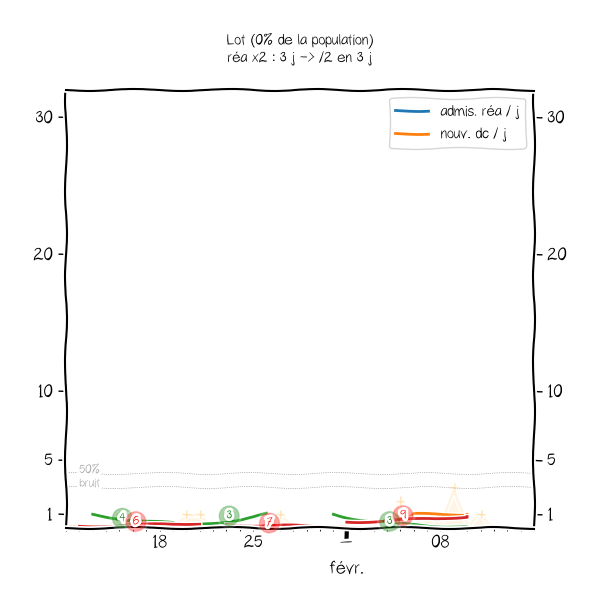 Lot (0% de la population)
réa x2 : 3 j -> /2 en 3 j
admis. réa / j
nouv. dc / j
30 30
20 20
10 10
5 5
50%
bruit
1 1
4 6 3 7 3 9
18 25 1 08
févr.